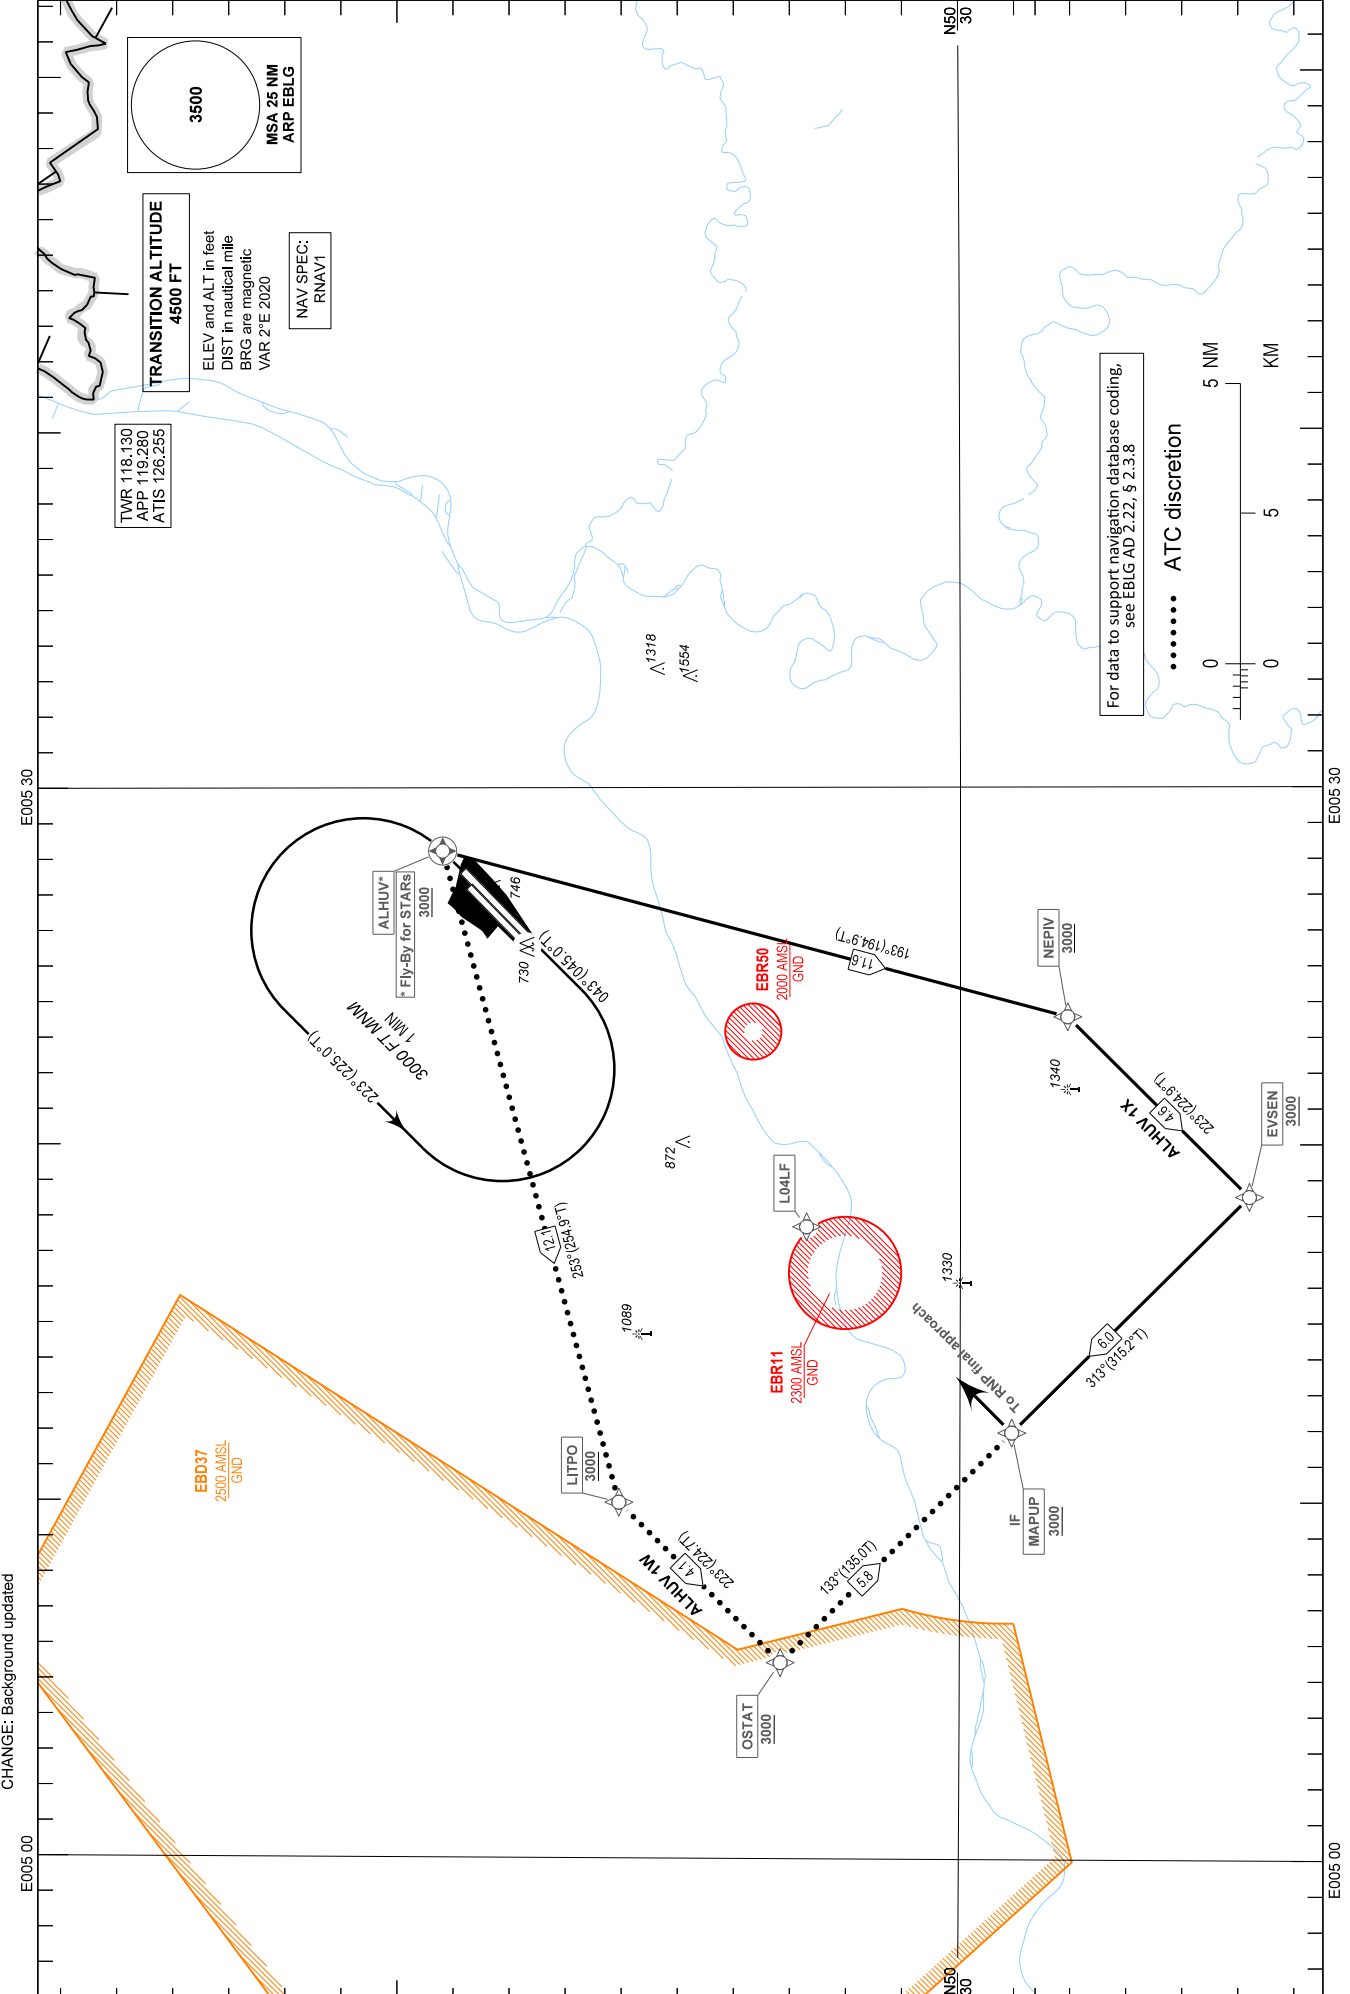 CHANGE: Background updated
E005 00
E005 30
TWR 118.130
APP 119.280
ATIS 126.255
TRANSITION ALTITUDE
4500 FT
ELEV and ALT in feet
DIST in nautical mile
BRG are magnetic
VAR 2°E 2020
NAV SPEC:
RNAV1
3500
MSA 25 NM
ARP EBLG
EBD37
2500 AMSL
GND
ALHUV*
* Fly-By for STARs
3000
3000 FT MNM
1 MIN
223°(225.0°T)
043°(045.0°T)
746
730
12.1
253°(254.9°T)
LITPO
3000
1089
872
1318
1554
4.1
223°(224.7T)
ALHUV 1W
OSTAT
3000
133°(135.0T)
5.8
EBR50
2000 AMSL
GND
L04LF
EBR11
2300 AMSL
GND
11.6
193°(194.9°T)
N50
30
N50
30
1330
To RNP final approach
IF
MAPUP
3000
NEPIV
3000
1340
4.6
223°(224.9°T)
ALHUV 1X
6.0
313°(315.2°T)
EVSEN
3000
For data to support navigation database coding,
see EBLG AD 2.22, § 2.3.8
ATC discretion
0 5 NM
0 5 KM
E005 00
E005 30